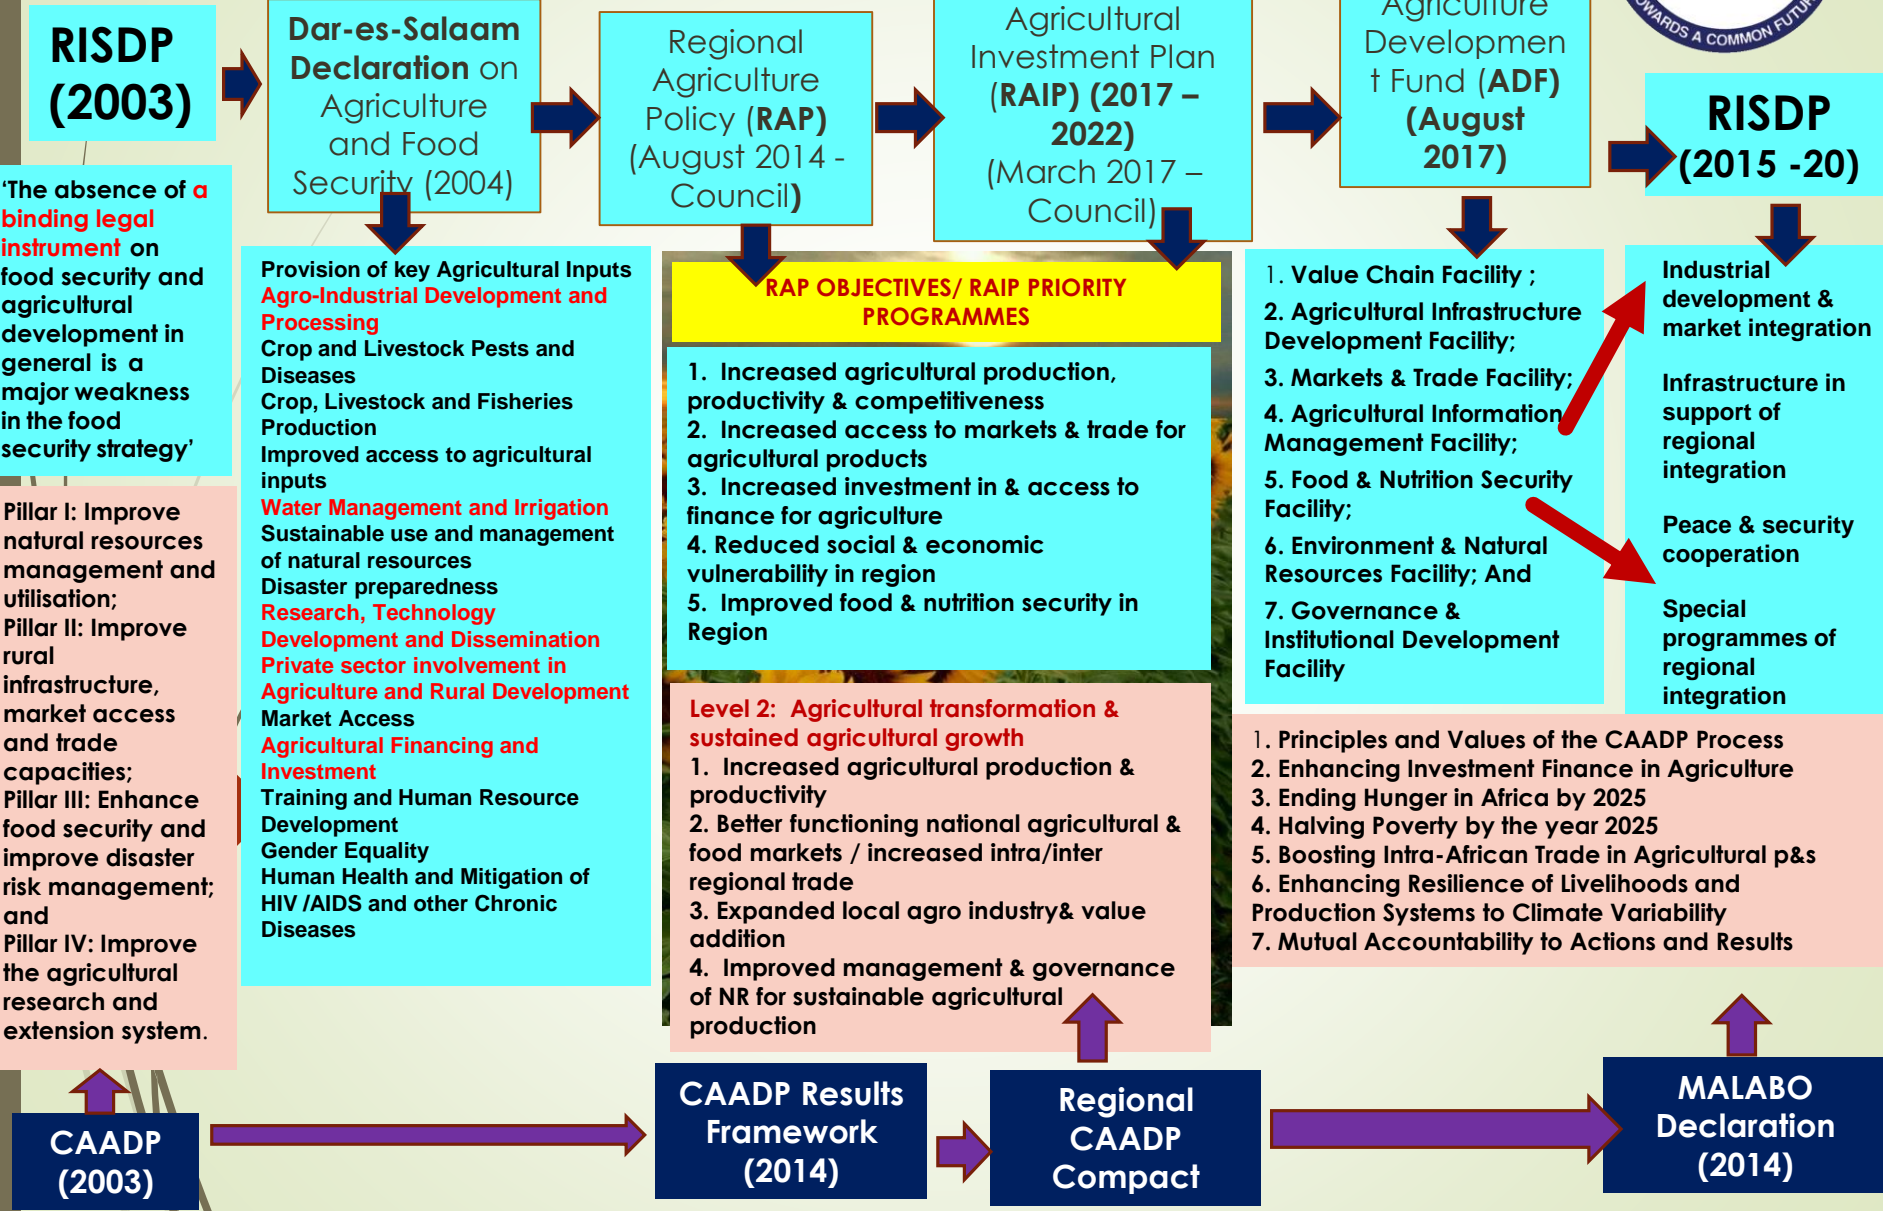 RISDP
(2003)
Dar-es-Salaam
Declaration on
Agriculture
and Food
Security (2004)
Regional
Agriculture
Policy (RAP)
(August 2014 -
Council)
Agricultural
Investment Plan
(RAIP) (2017 –
2022)
(March 2017 –
Council)
Agriculture
Developmen
t Fund (ADF)
(August
2017)
TOWARDS A COMMON FUTURE
RISDP
(2015 -20)
‘The absence of a
binding legal
instrument on
food security and
agricultural
development in
general is a
major weakness
in the food
security strategy’
Pillar I: Improve
natural resources
management and
utilisation;
Pillar II: Improve
rural
infrastructure,
market access
and trade
capacities;
Pillar III: Enhance
food security and
improve disaster
risk management;
and
Pillar IV: Improve
the agricultural
research and
extension system.
Provision of key Agricultural Inputs
Agro-Industrial Development and
Processing
Crop and Livestock Pests and
Diseases
Crop, Livestock and Fisheries
Production
Improved access to agricultural
inputs
Water Management and Irrigation
Sustainable use and management
of natural resources
Disaster preparedness
Research, Technology
Development and Dissemination
Private sector involvement in
Agriculture and Rural Development
Market Access
Agricultural Financing and
Investment
Training and Human Resource
Development
Gender Equality
Human Health and Mitigation of
HIV /AIDS and other Chronic
Diseases
RAP OBJECTIVES/ RAIP PRIORITY
PROGRAMMES
1. Increased agricultural production,
productivity & competitiveness
2. Increased access to markets & trade for
agricultural products
3. Increased investment in & access to
finance for agriculture
4. Reduced social & economic
vulnerability in region
5. Improved food & nutrition security in
Region
Level 2: Agricultural transformation &
sustained agricultural growth
1. Increased agricultural production &
productivity
2. Better functioning national agricultural &
food markets / increased intra/inter
regional trade
3. Expanded local agro industry& value
addition
4. Improved management & governance
of NR for sustainable agricultural
production
1. Value Chain Facility ;
2. Agricultural Infrastructure
Development Facility;
3. Markets & Trade Facility;
4. Agricultural Information
Management Facility;
5. Food & Nutrition Security
Facility;
6. Environment & Natural
Resources Facility; And
7. Governance &
Institutional Development
Facility
Industrial
development &
market integration
Infrastructure in
support of
regional
integration
Peace & security
cooperation
Special
programmes of
regional
integration
1. Principles and Values of the CAADP Process
2. Enhancing Investment Finance in Agriculture
3. Ending Hunger in Africa by 2025
4. Halving Poverty by the year 2025
5. Boosting Intra-African Trade in Agricultural p&s
6. Enhancing Resilience of Livelihoods and
Production Systems to Climate Variability
7. Mutual Accountability to Actions and Results
CAADP
(2003)
CAADP Results
Framework
(2014)
Regional
CAADP
Compact
MALABO
Declaration
(2014)